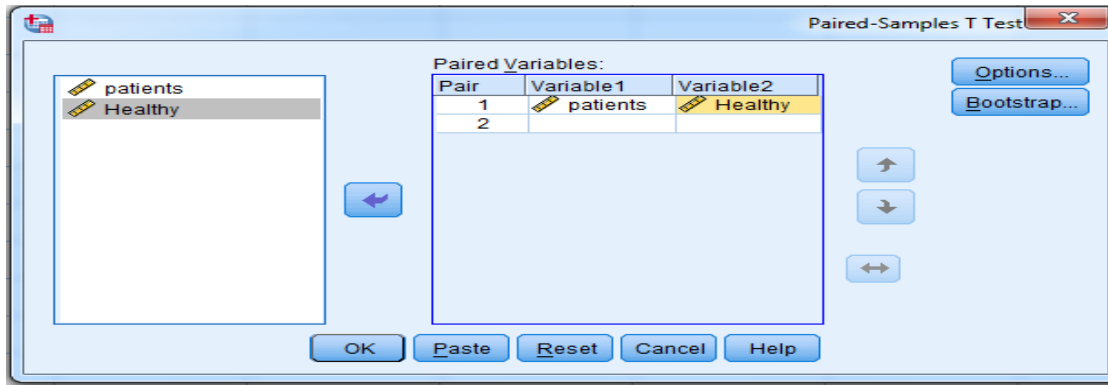 Paired-Samples T Test
patients
Healthy
Paired Variables:
Pair Variable1 Variable2
1 patients Healthy
2
Options...
Bootstrap...
OK Paste Reset Cancel Help